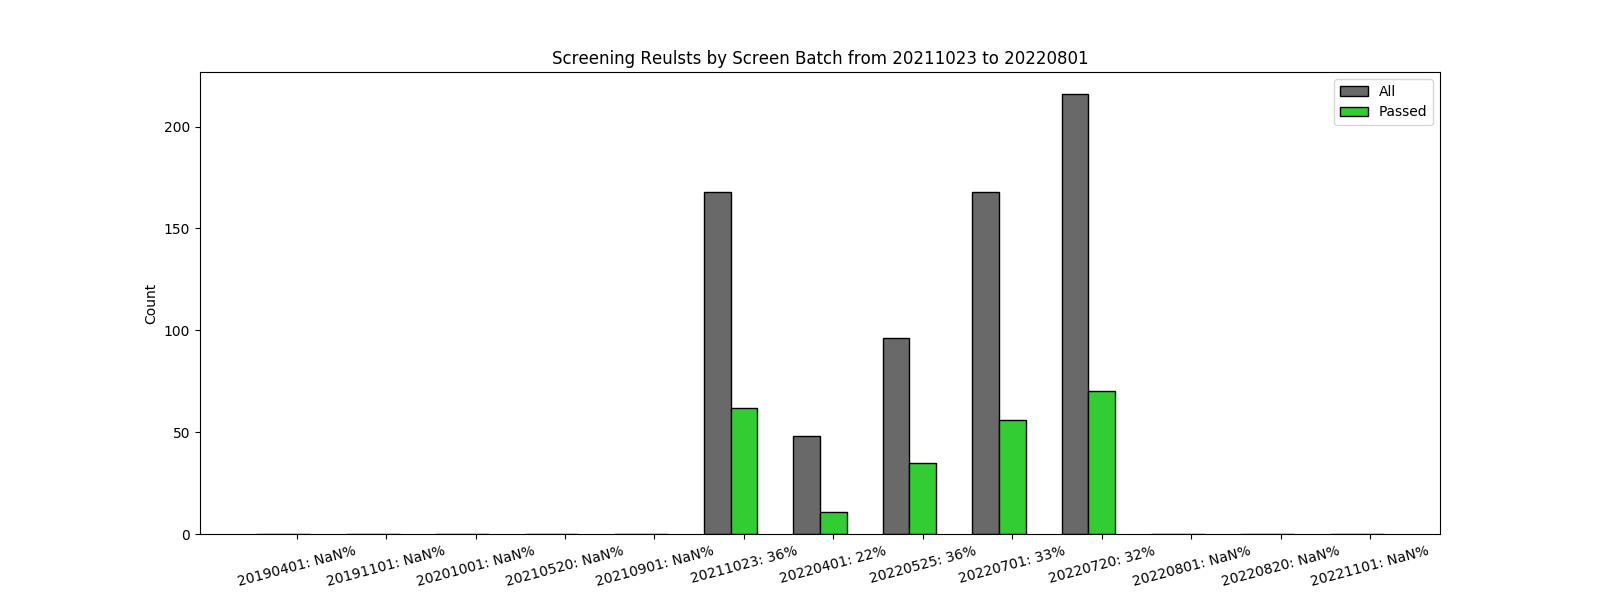 Screening Reulsts by Screen Batch from 20211023 to 20220801
All
Passed
200
150
100
50
0
Count
20190401: NaN%
20191101: NaN%
20201001: NaN%
20210520: NaN%
20210901: NaN%
20211023: 36%
20220401: 22%
20220525: 36%
20220701: 33%
20220720: 32%
20220801: NaN%
20220820: NaN%
20221101: NaN%